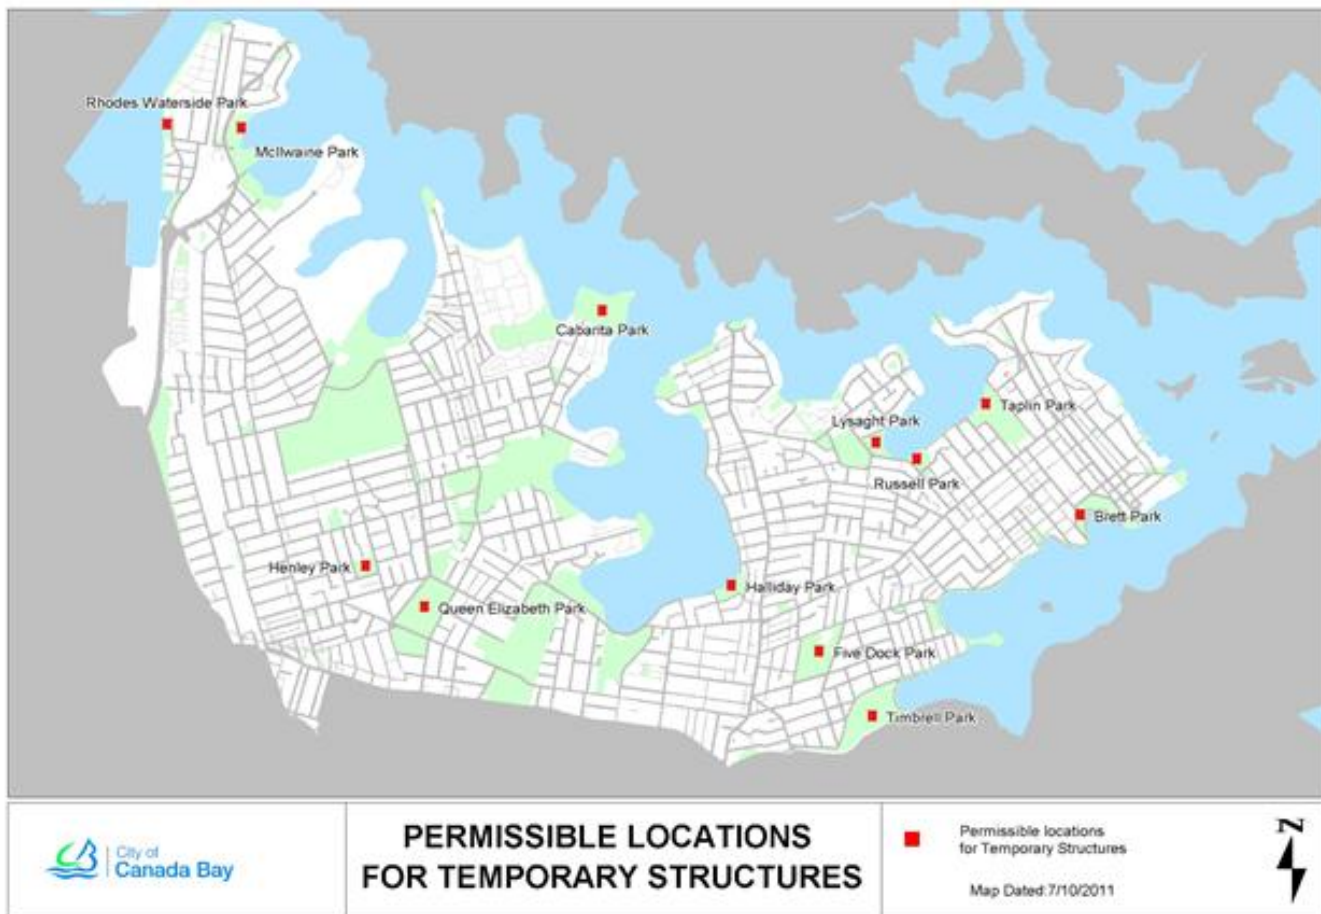 Rhodes Waterside Park
McIlwaine Park
Cabarita Park
Taplin Park
Lysaght Park
Russell Park
Brett Park
Henley Park
Halliday Park
Queen Elizabeth Park
Five Dock Park
Timbrell Park
City of
Canada Bay
PERMISSIBLE LOCATIONS
FOR TEMPORARY STRUCTURES
Permissible locations
for Temporary Structures
Map Dated:7/10/2011
N